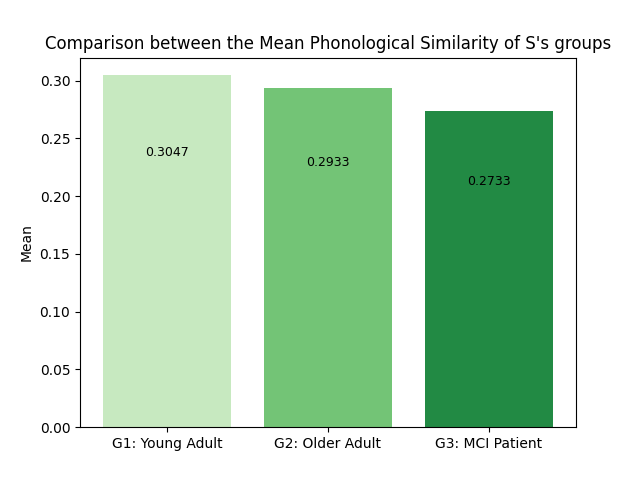 Comparison between the Mean Phonological Similarity of S's groups
0.30
0.25
0.20
0.15
0.10
0.05
0.00
Mean
0.3047
0.2933
0.2733
G1: Young Adult
G2: Older Adult
G3: MCI Patient